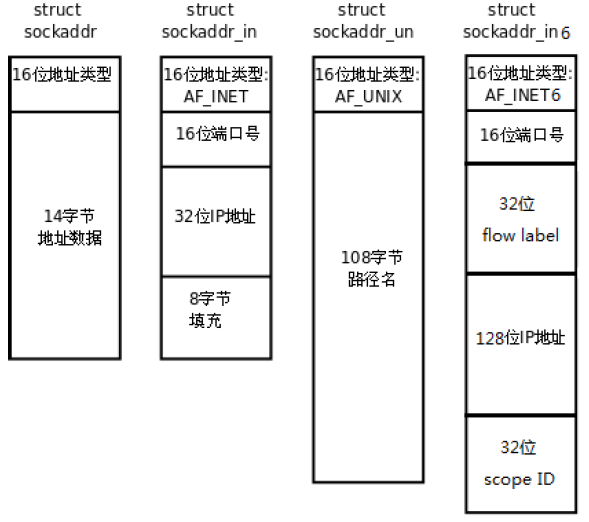 struct
sockaddr
16位地址类型
14字节
地址数据
struct
sockaddr_in
16位地址类型:
AF_INET
16位端口号
32位IP地址
8字节
填充
struct
sockaddr_un
16位地址类型:
AF_UNIX
108字节
路径名
struct
sockaddr_in6
16位地址类型:
AF_INET6
16位端口号
32位
flow label
128位IP地址
32位
scope ID